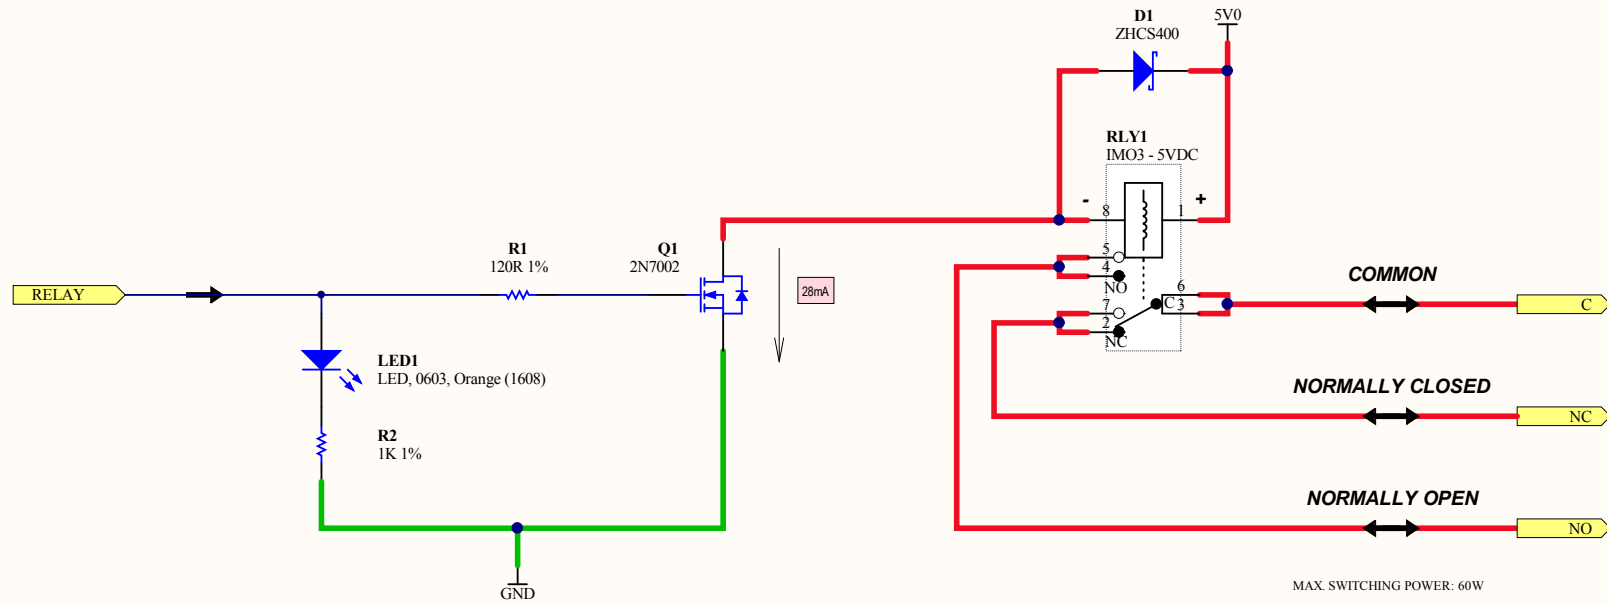 D1
ZHCS400
5V0
RLY1
IMO3 - 5VDC
- +
8 1
5
4
NO
6
C 3
7
2
NC
R1
120R 1%
Q1
2N7002
28mA
RELAY
LED1
LED, 0603, Orange (1608)
R2
1K 1%
GND
COMMON
C
NORMALLY CLOSED
NC
NORMALLY OPEN
NO
MAX. SWITCHING POWER: 60W